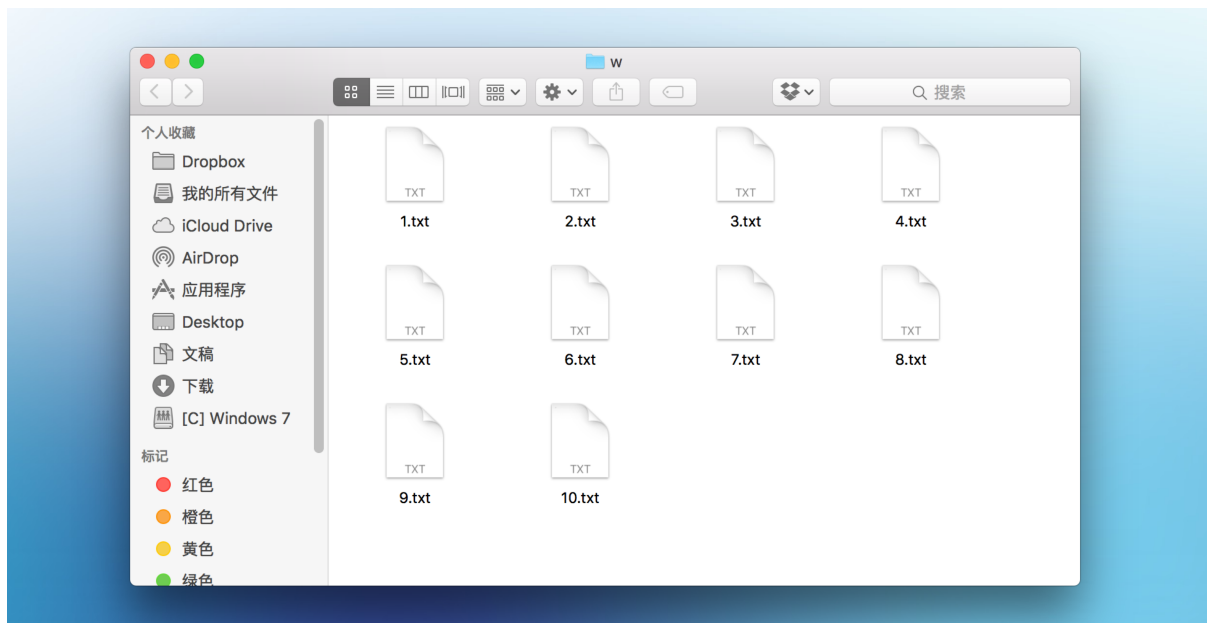 w
搜索
个人收藏
Dropbox
我的所有文件
iCloud Drive
AirDrop
应用程序
Desktop
文稿
下载
[C] Windows 7
标记
红色
橙色
黄色
绿色
TXT TXT TXT TXT
1.txt 2.txt 3.txt 4.txt
TXT TXT TXT TXT
5.txt 6.txt 7.txt 8.txt
TXT TXT
9.txt 10.txt